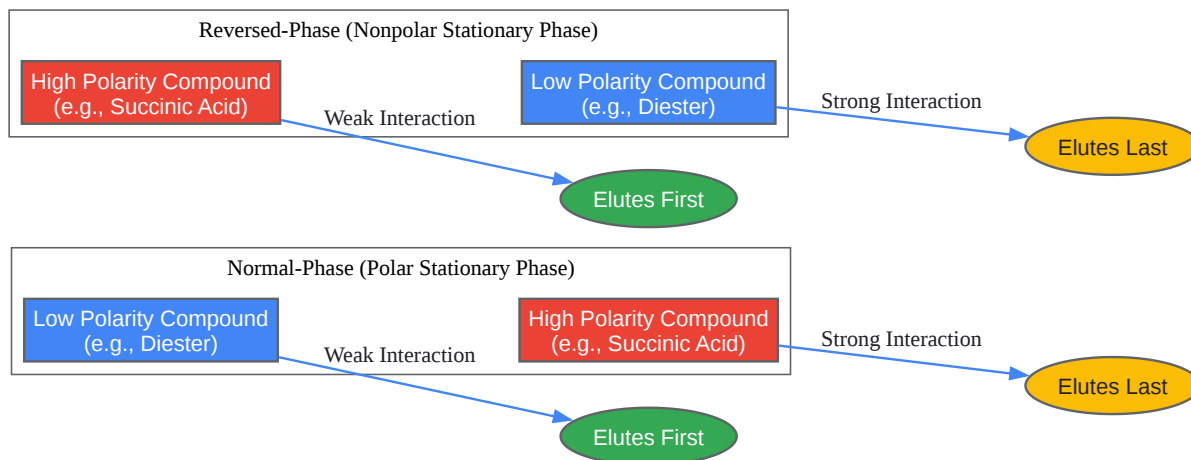 Reversed-Phase (Nonpolar Stationary Phase)
High Polarity Compound
(e.g., Succinic Acid)
Low Polarity Compound
(e.g., Diester)
Weak Interaction
Strong Interaction
Elutes Last
Elutes First
Normal-Phase (Polar Stationary Phase)
Low Polarity Compound
(e.g., Diester)
High Polarity Compound
(e.g., Succinic Acid)
Weak Interaction
Strong Interaction
Elutes Last
Elutes First